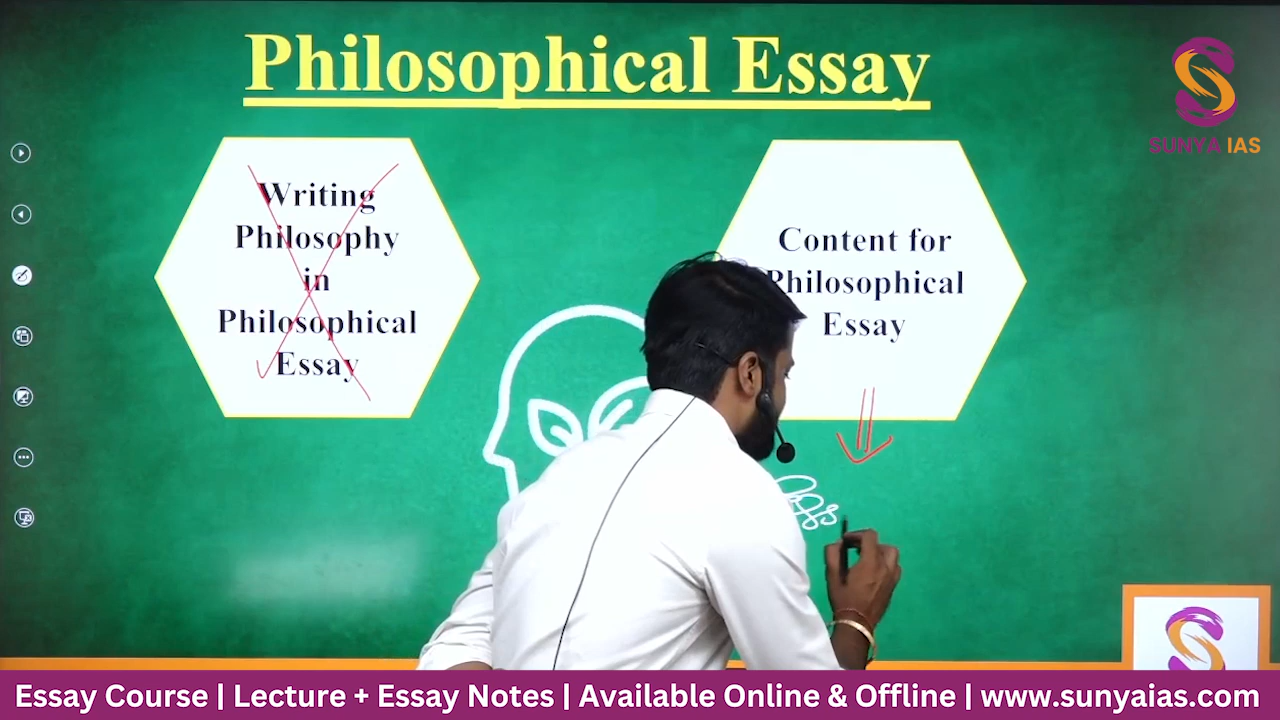 Philosophical Essay
SUNYA IAS
Writing
Philosophy
in
Philosophical
Essay
Content for
Philosophical
Essay
Essay Course | Lecture + Essay Notes | Available Online & Offline | www.sunyaias.com